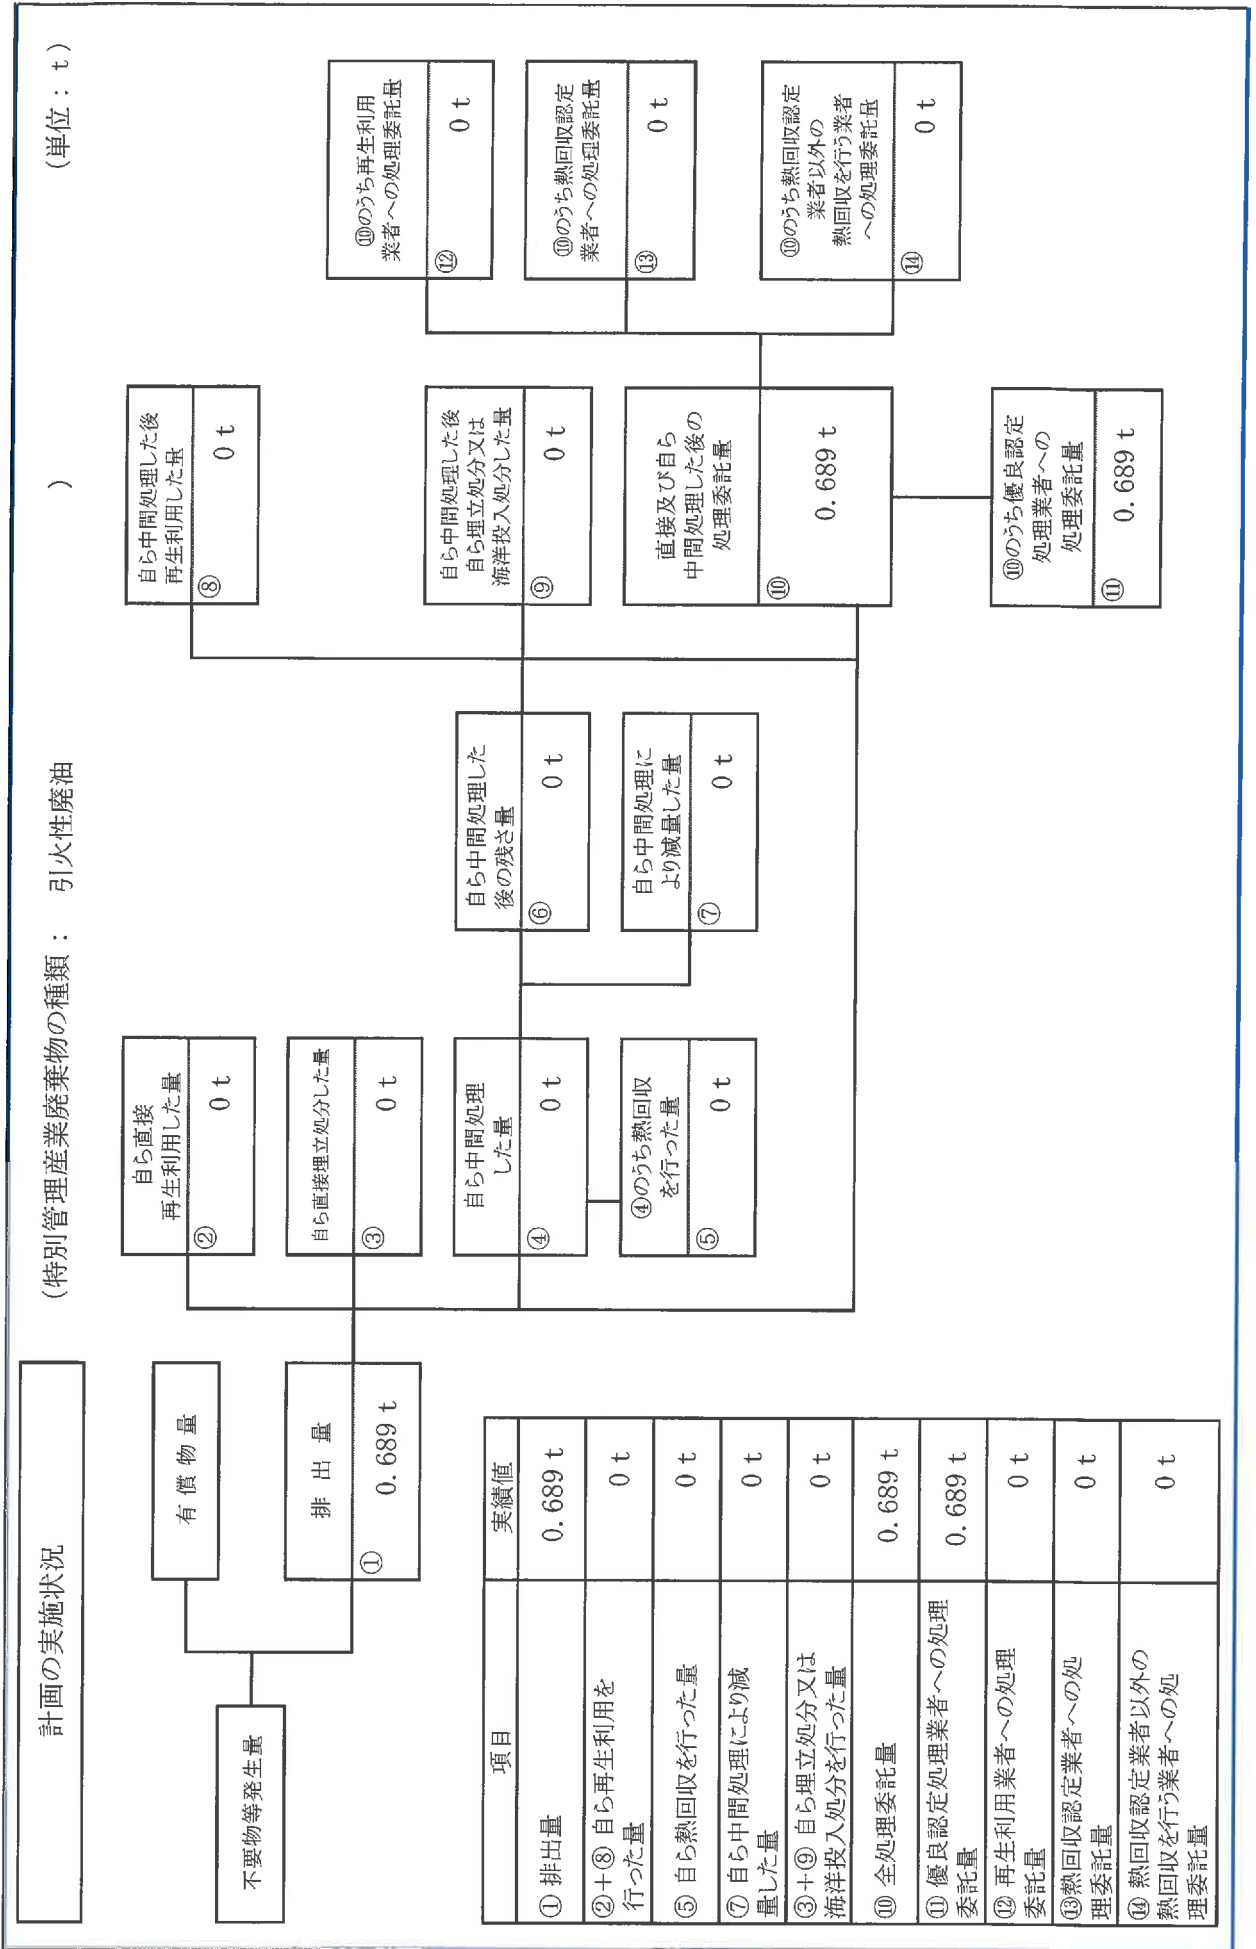 計画の実施状況
(特別管理産業廃棄物の種類： 引火性廃油 )
(単位：t)
不要物等発生量
有償物量
排出量
① 0.689 t
自ら直接
再生利用した量
② 0 t
自ら直接埋立処分した量
③ 0 t
自ら中間処理
した量
④ 0 t
④のうち熱回収
を行った量
⑤ 0 t
自ら中間処理した
後の残さ量
⑥ 0 t
自ら中間処理に
より減量した量
⑦ 0 t
自ら中間処理した後
再生利用した量
⑧ 0 t
自ら中間処理した後
自ら埋立処分又は
海洋投入処分した量
⑨ 0 t
直接及び自ら
中間処理した後の
処理委託量
⑩ 0.689 t
⑩のうち優良認定
処理業者への
処理委託量
⑪ 0.689 t
⑩のうち再生利用
業者への処理委託量
⑫ 0 t
⑩のうち熱回収認定
業者への処理委託量
⑬ 0 t
⑩のうち熱回収認定
業者以外の
熱回収を行う業者
への処理委託量
⑭ 0 t
項目 実績値
① 排出量 0.689 t
②+⑧ 自ら再生利用を
行った量 0 t
⑤ 自ら熱回収を行った量 0 t
⑦ 自ら中間処理により減
量した量 0 t
③+⑨ 自ら埋立処分又は
海洋投入処分を行った量 0 t
⑩ 全処理委託量 0.689 t
⑪ 優良認定処理業者への処理
委託量 0.689 t
⑫ 再生利用業者への処理
委託量 0 t
⑬熱回収認定業者への処
理委託量 0 t
⑭ 熱回収認定業者以外の
熱回収を行う業者への処
理委託量 0 t